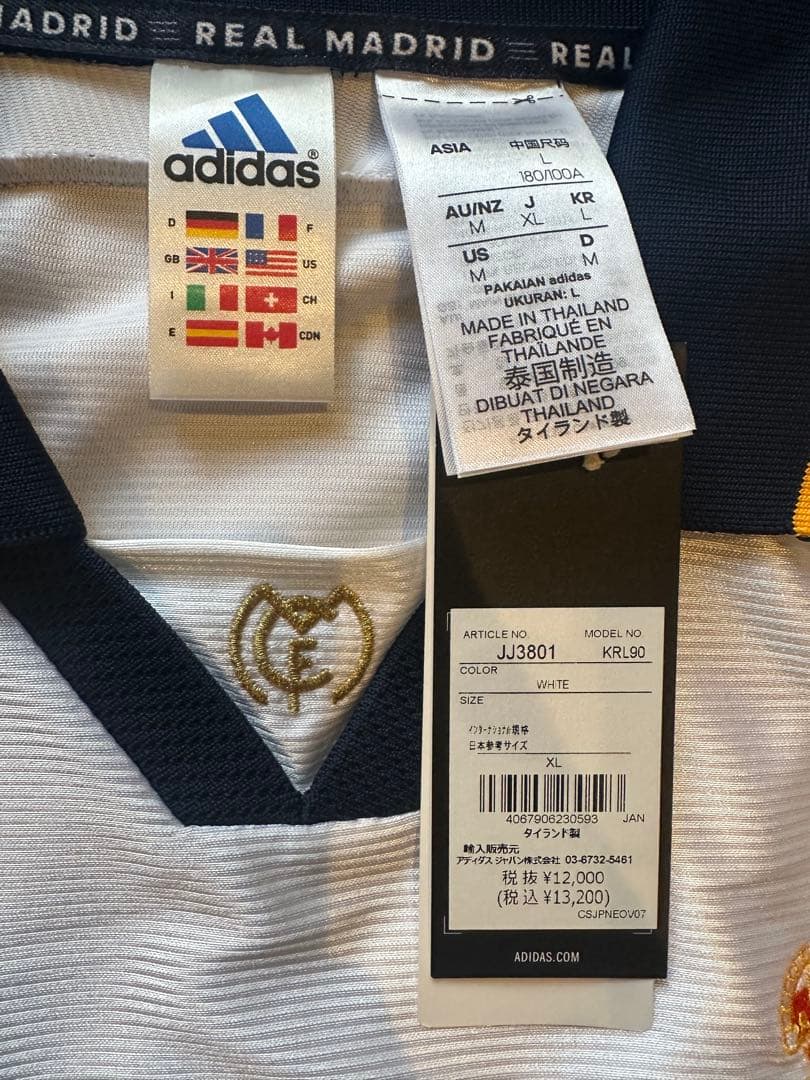 ADRID REAL MADRID REAL
adidas®
D F
GB US
I CH
E CDN
ASIA 中国尺码
L
180/100A
AU/NZ J KR
M XL L
US D
M M
PAKAIAN adidas
UKURAN: L
MADE IN THAILAND
FABRIQUÉ EN
THAÏLANDE
泰国制造
DIBUAT DI NEGARA
THAILAND
タイランド製
ARTICLE NO. MODEL NO.
JJ3801 KRL90
COLOR
WHITE
SIZE
インターナショナル規格
日本参考サイズ
XL
4067906230593 JAN
タイランド製
輸入販売元
アディダス ジャパン株式会社 03-6732-5461
税抜 ¥12,000
(税込 ¥13,200)
CSJPNEOV07
ADIDAS.COM